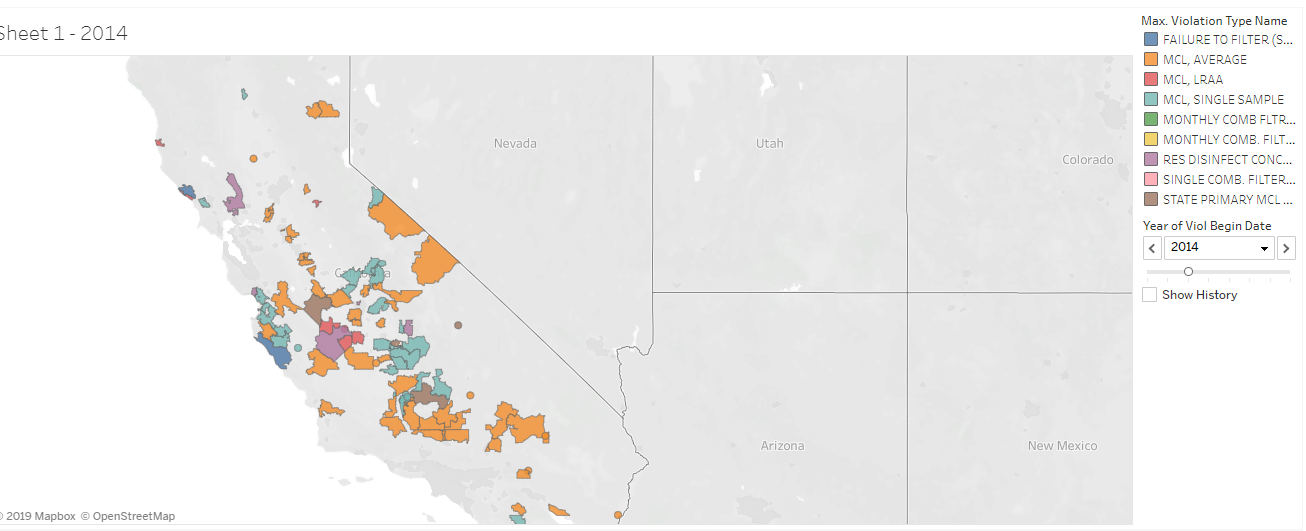 Sheet 1 - 2014
Max. Violation Type Name
FAILURE TO FILTER (S...
MCL, AVERAGE
MCL, LRAA
MCL, SINGLE SAMPLE
MONTHLY COMB FLTR...
MONTHLY COMB. FILT...
RES DISINFECT CONC...
SINGLE COMB. FILTER...
STATE PRIMARY MCL ...
Year of Viol Begin Date
2014
Show History
Nevada
Utah
Colorado
Arizona
New Mexico
© 2019 Mapbox © OpenStreetMap